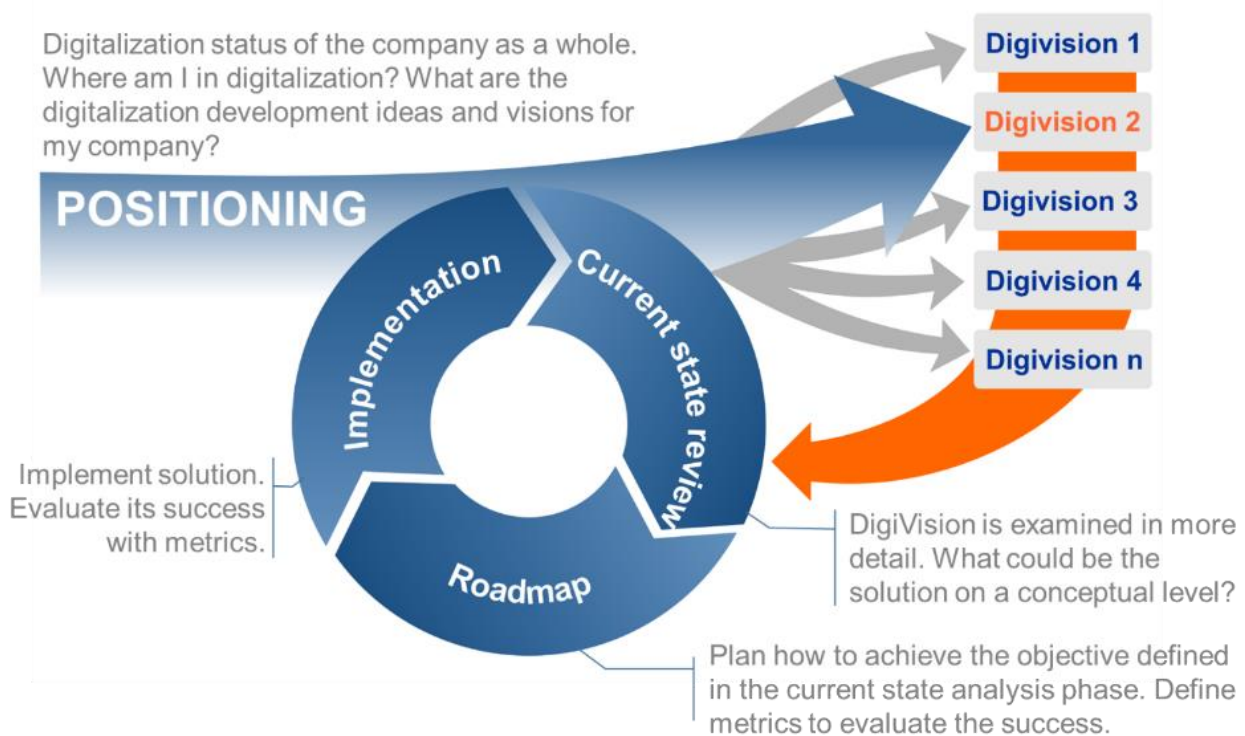 Digitalization status of the company as a whole.
Where am I in digitalization? What are the
digitalization development ideas and visions for
my company?
POSITIONING
Digivision 1
Digivision 2
Digivision 3
Digivision 4
Digivision n
Implementation
Current state review
Roadmap
Implement solution.
Evaluate its success
with metrics.
DigiVision is examined in more
detail. What could be the
solution on a conceptual level?
Plan how to achieve the objective defined
in the current state analysis phase. Define
metrics to evaluate the success.